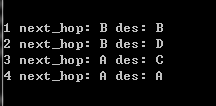 1 next_hop: B des: B
2 next_hop: B des: D
3 next_hop: A des: C
4 next_hop: A des: A